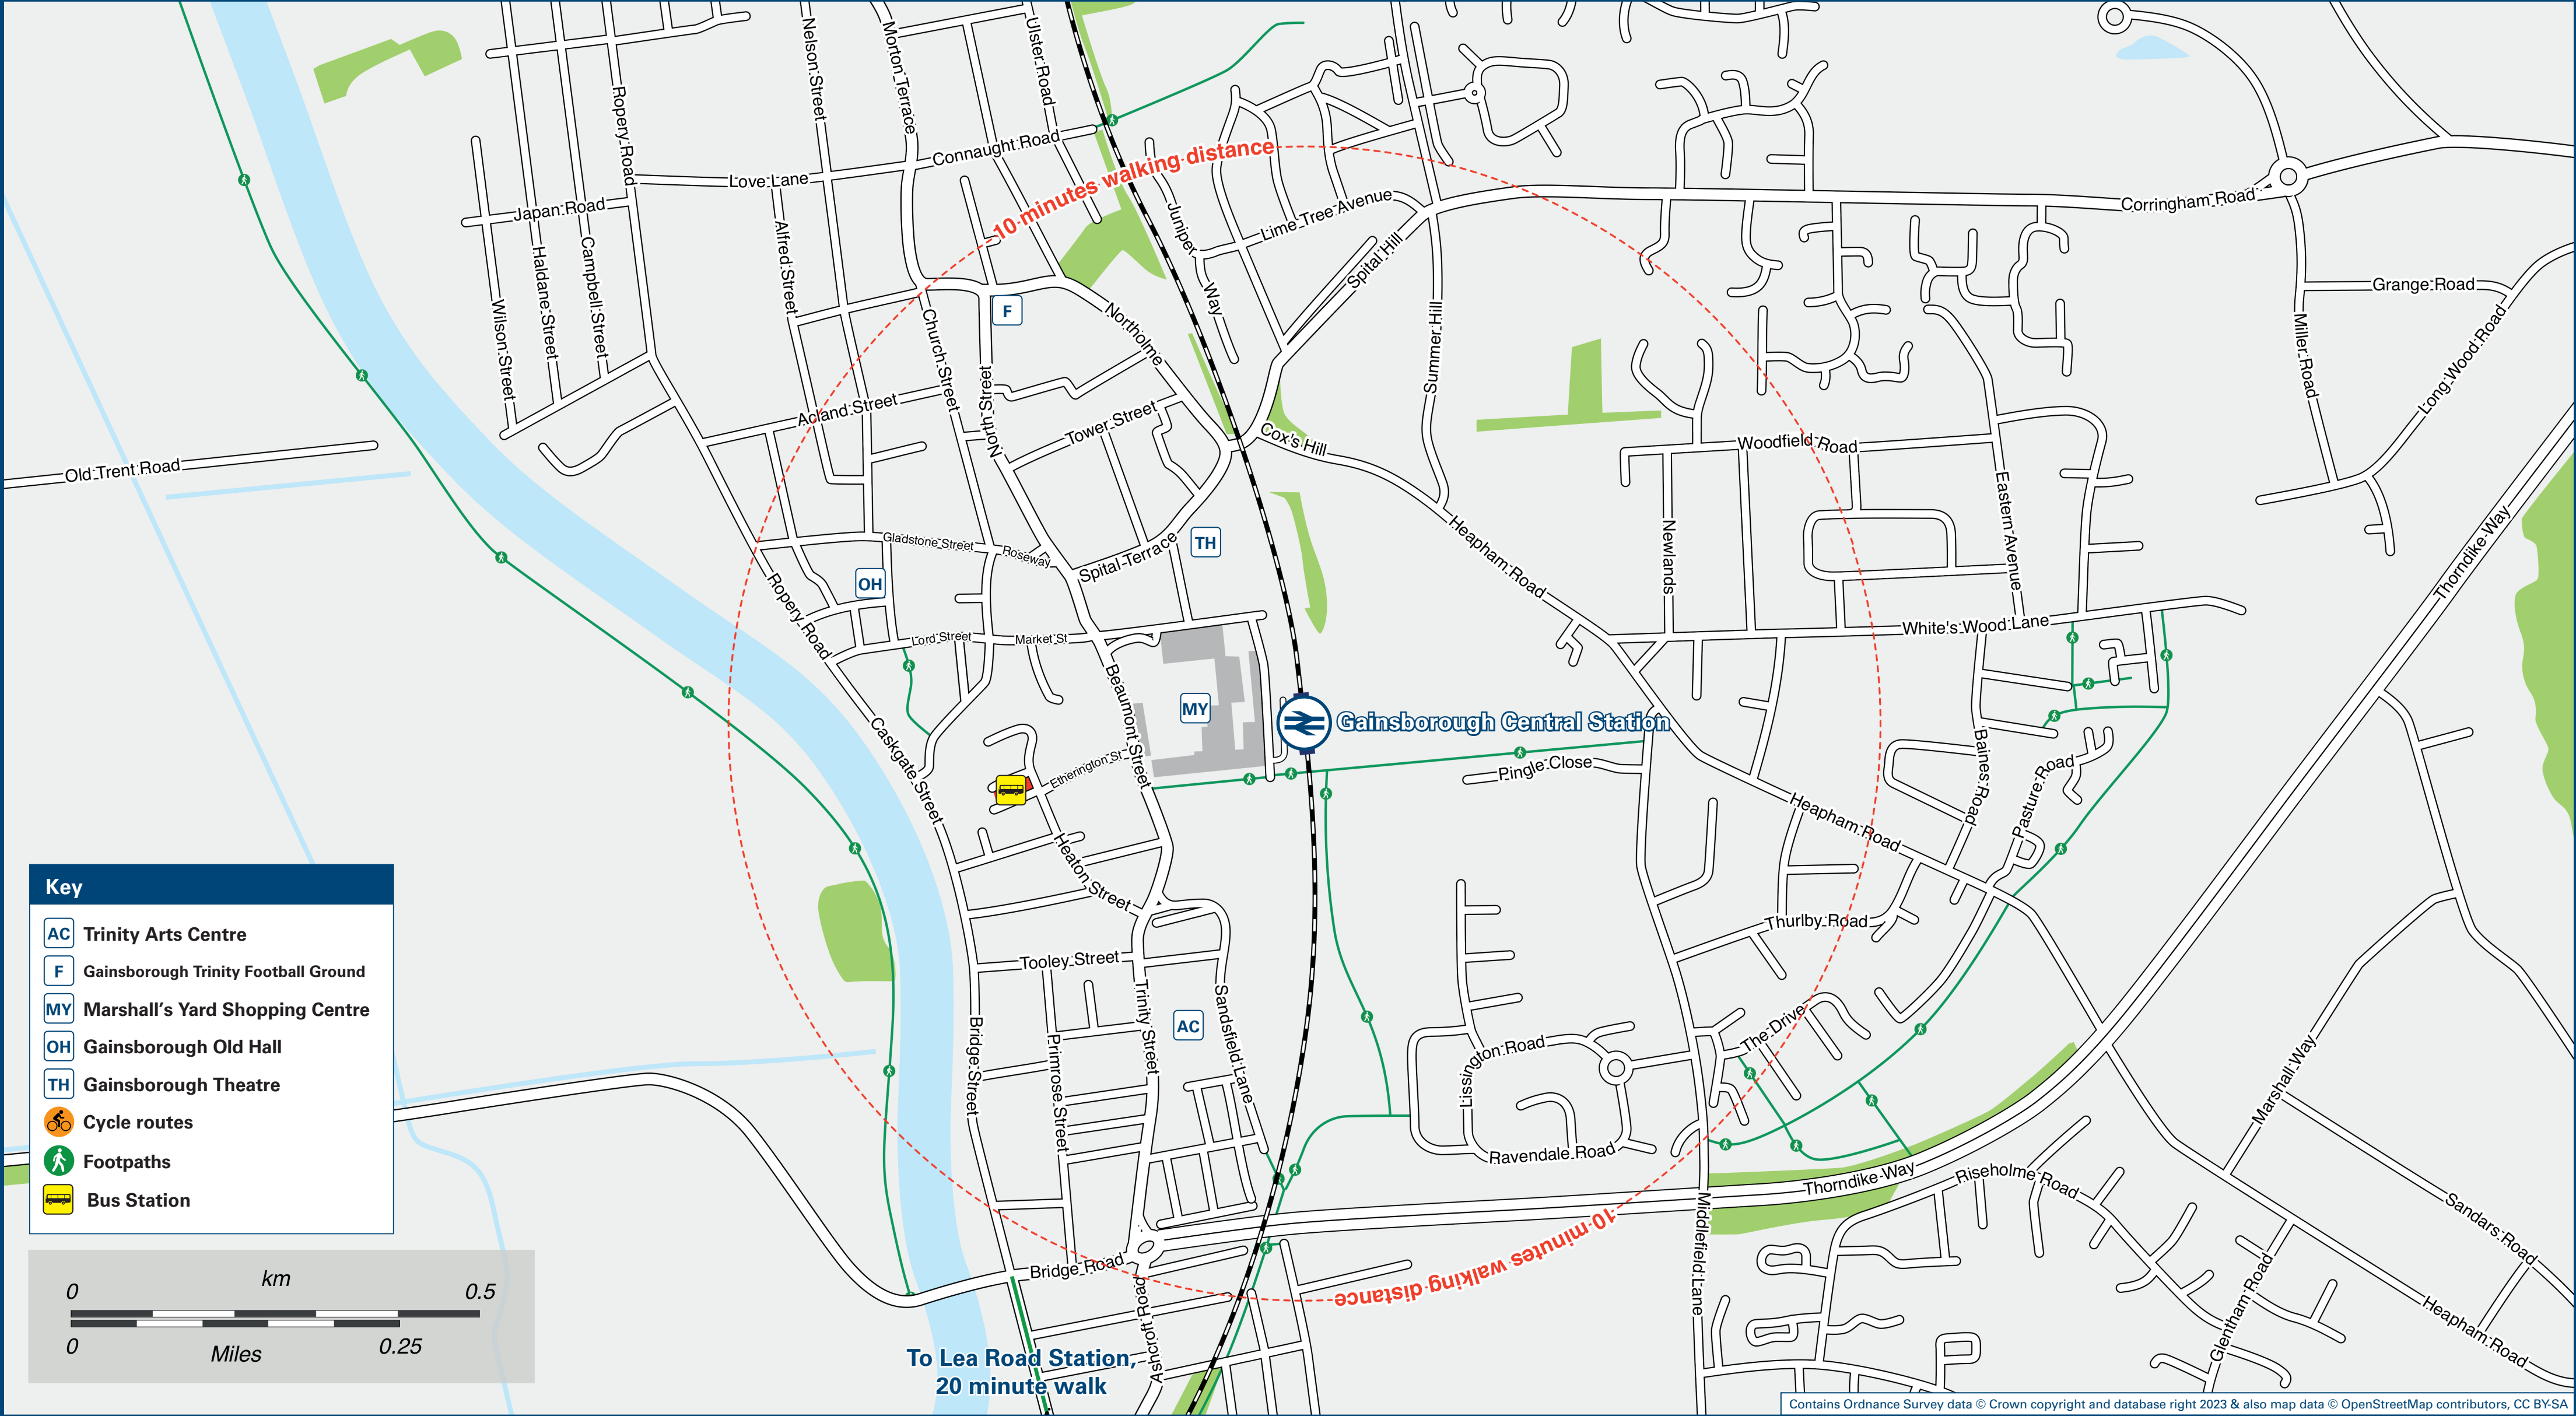 Nelson Street
Morton Terrace
Ulster Road
Ropery Road
Connaught Road
Love Lane
10 minutes walking distance
Japan Road
Juniper
Way
Lime Tree Avenue
Corringham Road
Alfred Street
Campbell Street
Haldane Street
Wilson Street
Spital Hill
Grange Road
F
Northolme
Church Street
Summer Hill
Miller Road
Long Wood Road
North Street
Acland Street
Tower Street
Cox's Hill
Woodfield Road
Old Trent Road
Eastern Avenue
Heapham Road
Newlands
Thorndike Way
TH
Gladstone Street
Roseway
Spital Terrace
OH
Ropery Road
White's Wood Lane
Lord Street
Market St
Beaumont Street
MY
Gainsborough Central Station
Caskgate Street
Etherington St
Pingle Close
Baines Road
Pasture Road
Heapham Road
Heaton Street
Thurlby Road
Tooley Street
Trinity Street
Sandsfield Lane
AC
Bridge Street
Primrose Street
Lissington Road
The Drive
Marshall Way
Ravendale Road
Thorndike Way
Riseholme Road
Middlefield Lane
Sandars Road
10 minutes walking distance
Bridge Road
Ashcroft Road
Glentham Road
Heapham Road
To Lea Road Station,
20 minute walk
Key
AC Trinity Arts Centre
F Gainsborough Trinity Football Ground
MY Marshall's Yard Shopping Centre
OH Gainsborough Old Hall
TH Gainsborough Theatre
Cycle routes
Footpaths
Bus Station
km
0 0.5
0 0.25
Miles
Contains Ordnance Survey data © Crown copyright and database right 2023 & also map data © OpenStreetMap contributors, CC BY-SA